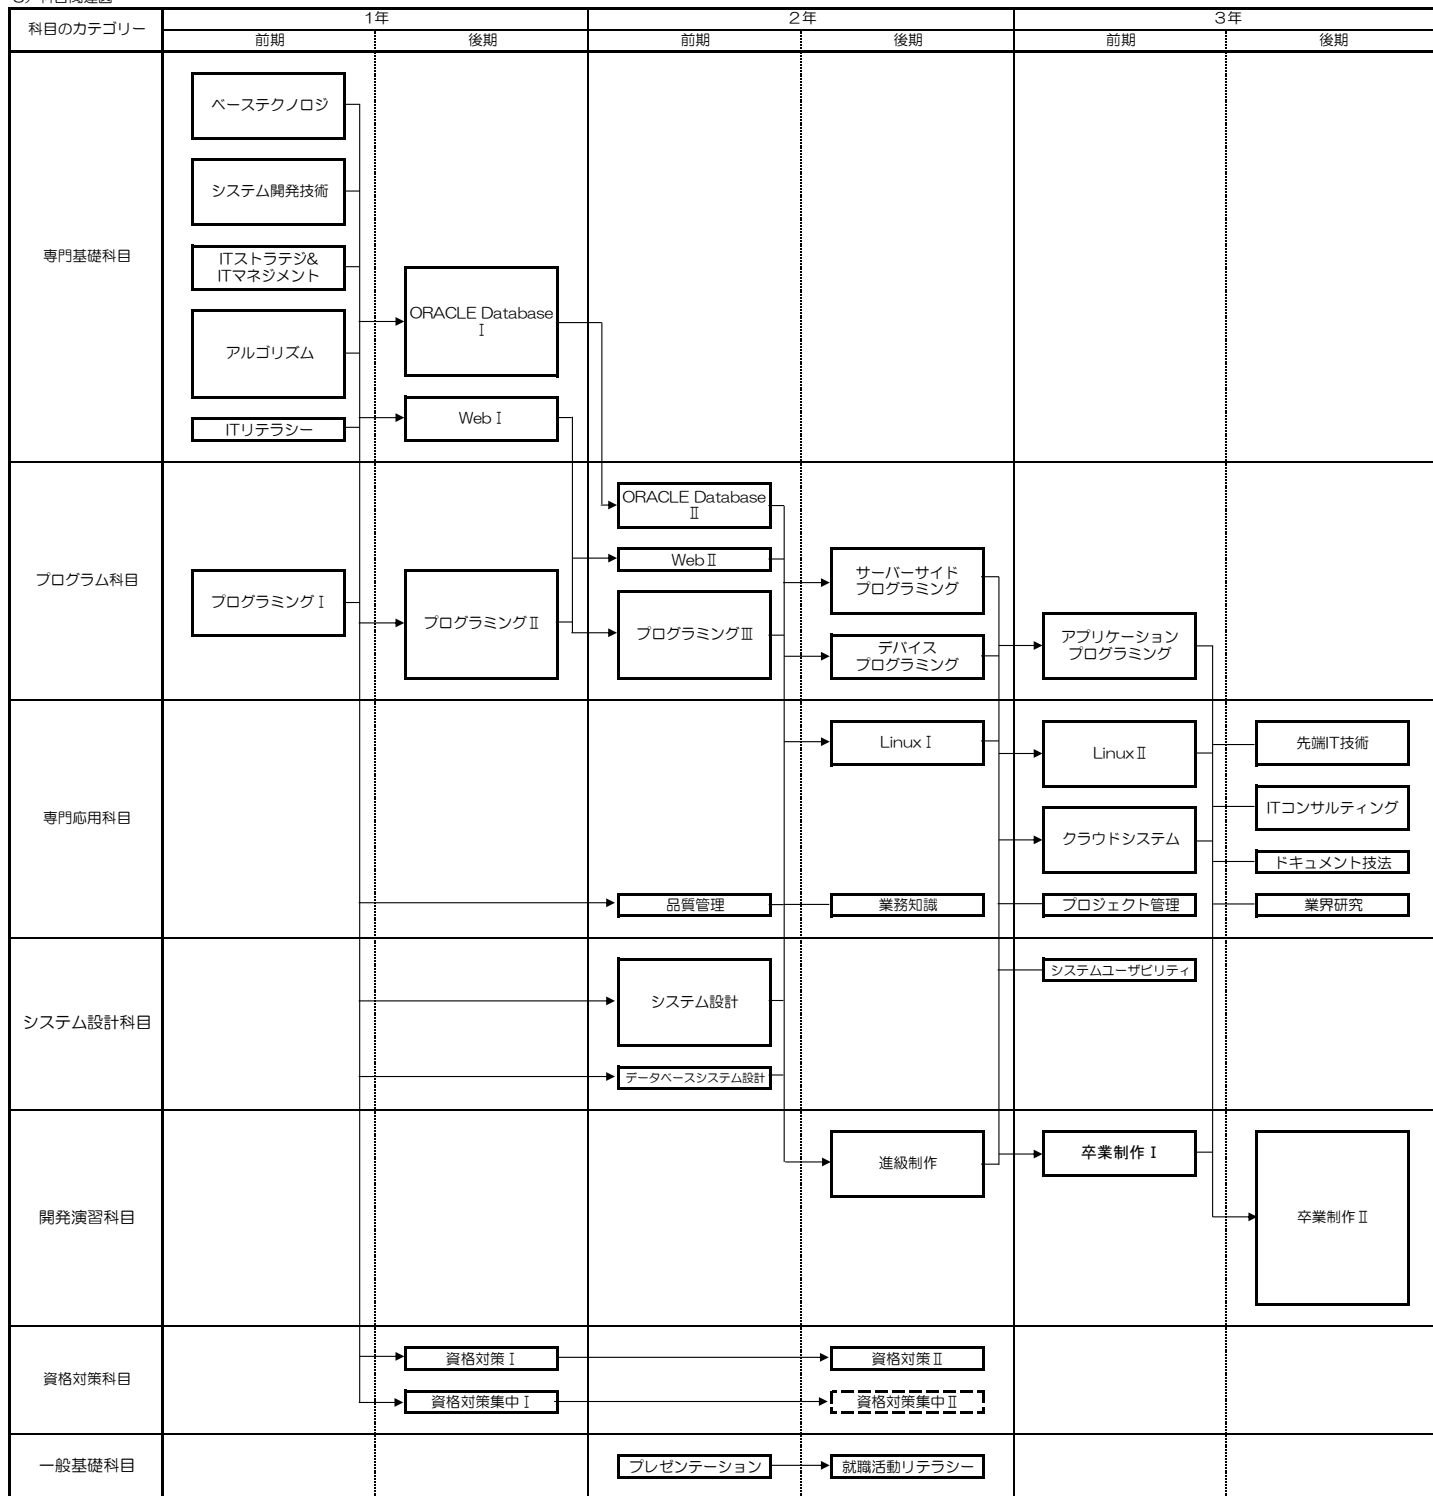 科目のカテゴリー
1年
2年
3年
前期
後期
前期
後期
前期
後期
専門基礎科目
ベーステクノロジ
システム開発技術
ITストラテジ&
ITマネジメント
アルゴリズム
ITリテラシー
ORACLE Database
Ⅰ
WebⅠ
プログラム科目
プログラミングⅠ
プログラミングⅡ
ORACLE Database
Ⅱ
WebⅡ
プログラミングⅢ
サーバーサイド
プログラミング
デバイス
プログラミング
アプリケーション
プログラミング
専門応用科目
品質管理
LinuxⅠ
業務知識
LinuxⅡ
クラウドシステム
プロジェクト管理
先端IT技術
ITコンサルティング
ドキュメント技法
業界研究
システム設計科目
システム設計
データベースシステム設計
システムユーザビリティ
開発演習科目
進級制作
卒業制作Ⅰ
卒業制作Ⅱ
資格対策科目
資格対策Ⅰ
資格対策Ⅱ
資格対策集中Ⅰ
資格対策集中Ⅱ
一般基礎科目
プレゼンテーション
就職活動リテラシー